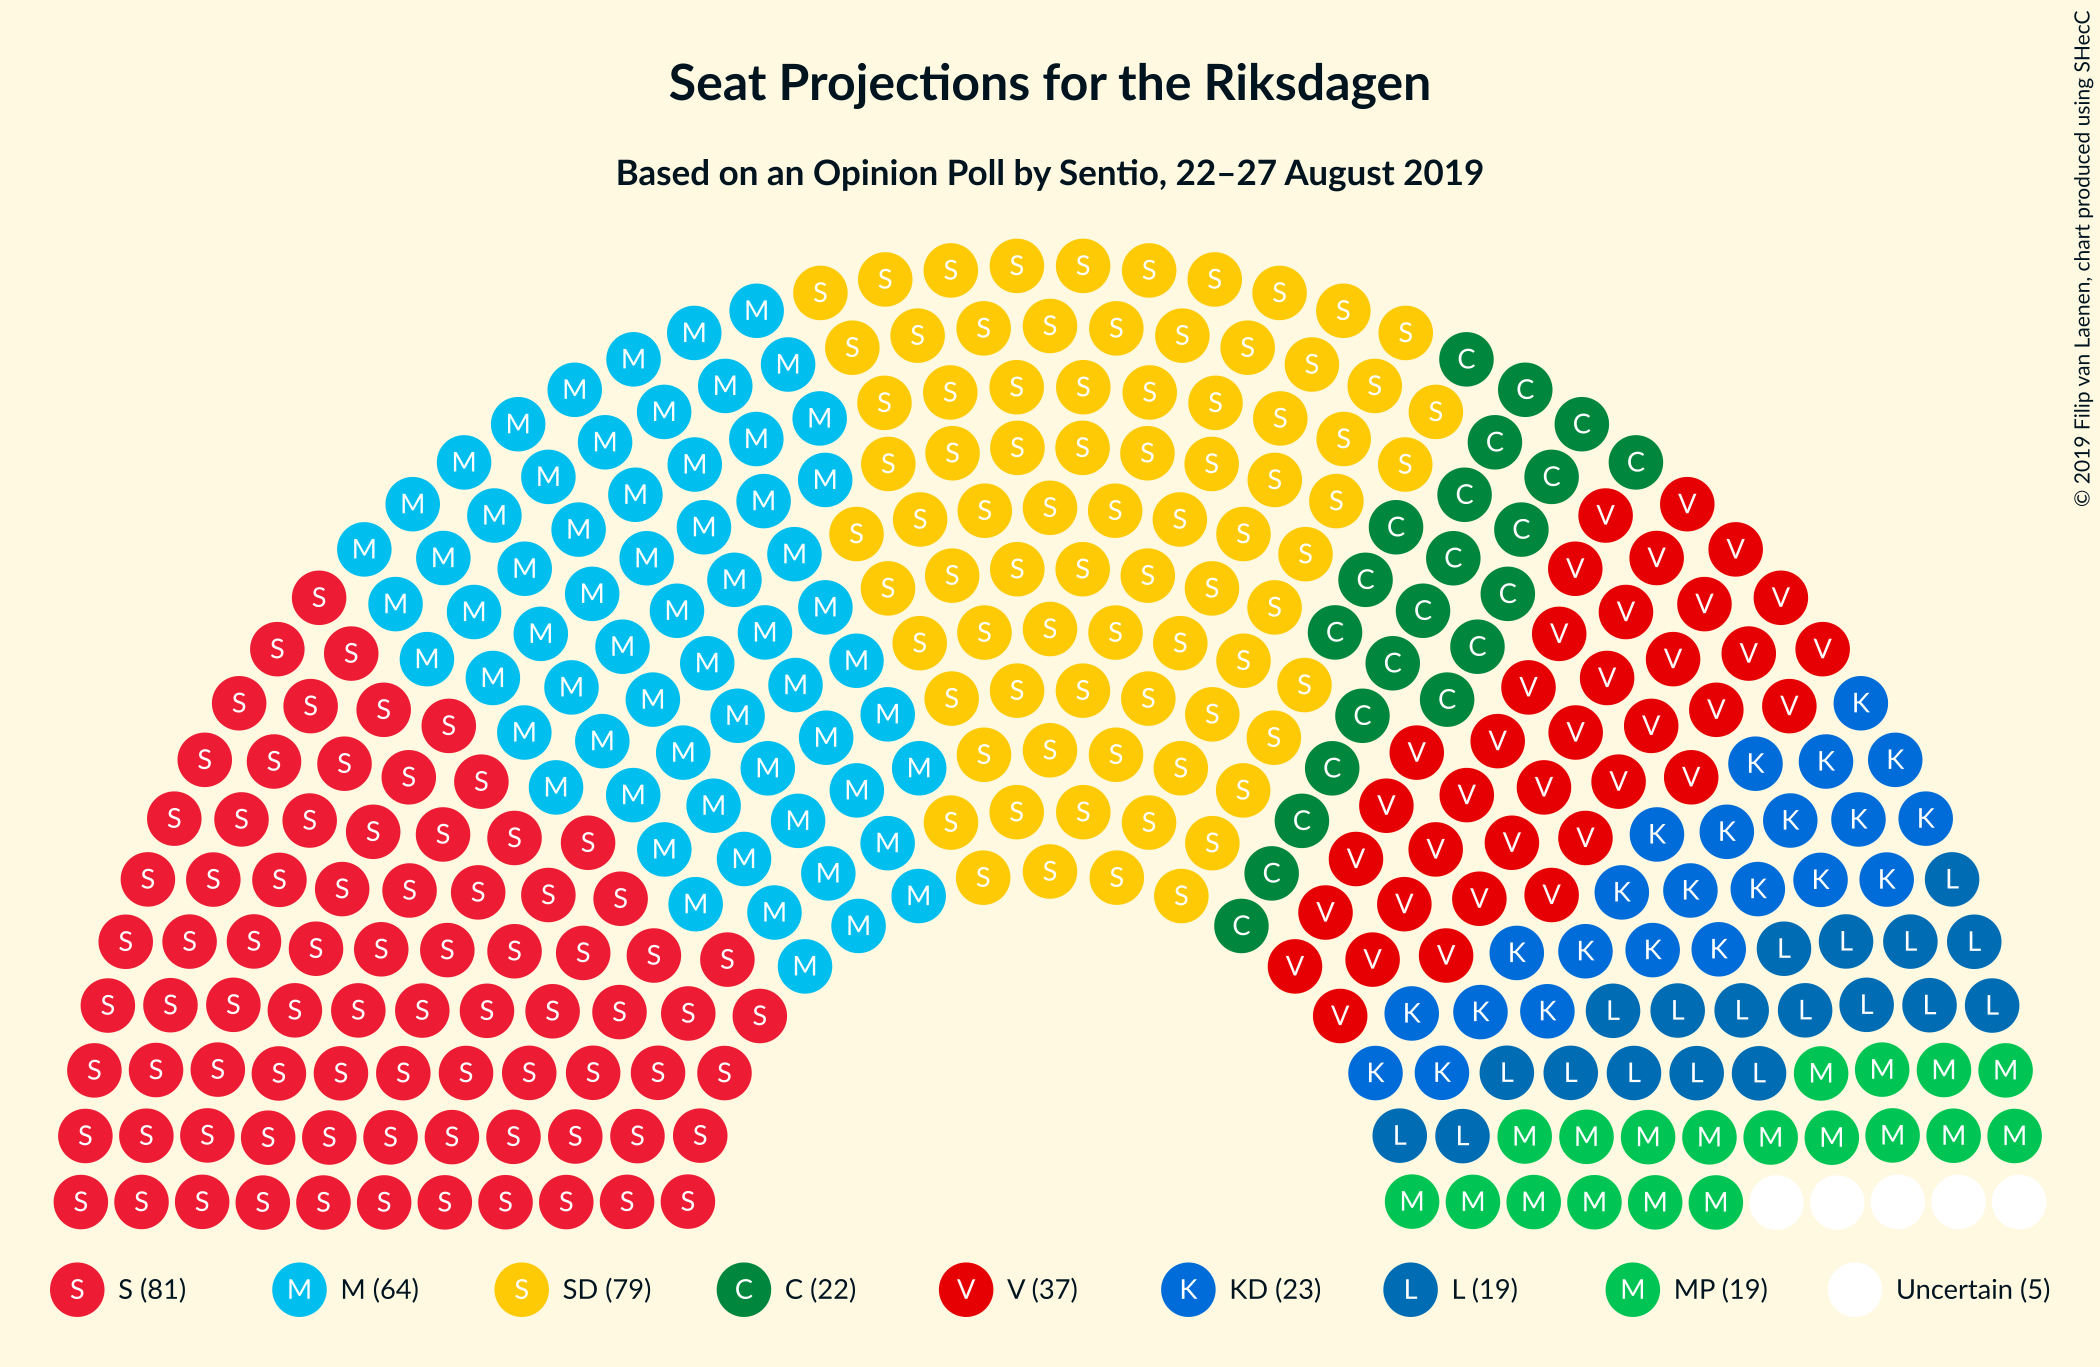 Seat Projections for the Riksdagen
Based on an Opinion Poll by Sentio, 22–27 August 2019
© 2019 Filip van Laenen, chart produced using SHecC
S S (81) M M (64) S SD (79) C C (22) V V (37) K KD (23) L L (19) M MP (19) Uncertain (5)